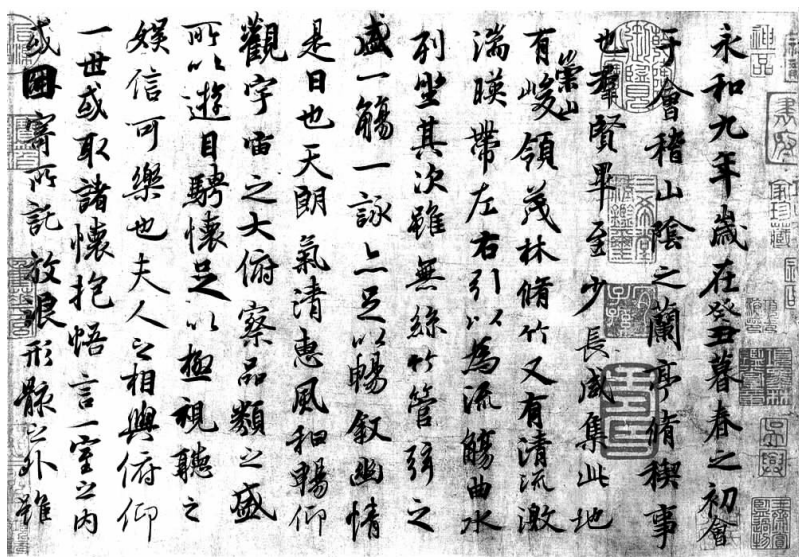 永和九年歲在癸丑暮春之初會
于會稽山陰之蘭亭脩稧事
也羣賢畢至少長咸集此地
有崇山峻領茂林脩竹又有清流激
湍暎帶左右引以為流觴曲水
列坐其次雖無絲竹管弦之
盛一觴一詠亦足以暢敘幽情
是日也天朗氣清惠風和暢仰
觀宇宙之大俯察品類之盛
所以遊目騁懷足以極視聽之
娛信可樂也夫人之相與俯仰
一世或取諸懷抱悟言一室之內
或因寄所託放浪形骸之外雖